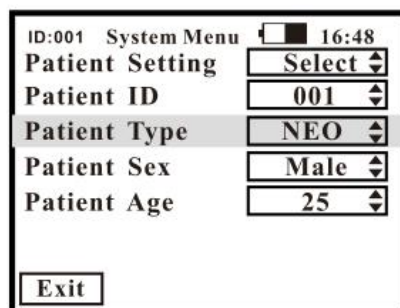 ID:001 System Menu 16:48
Patient Setting Select
Patient ID 001
Patient Type NEO
Patient Sex Male
Patient Age 25
Exit